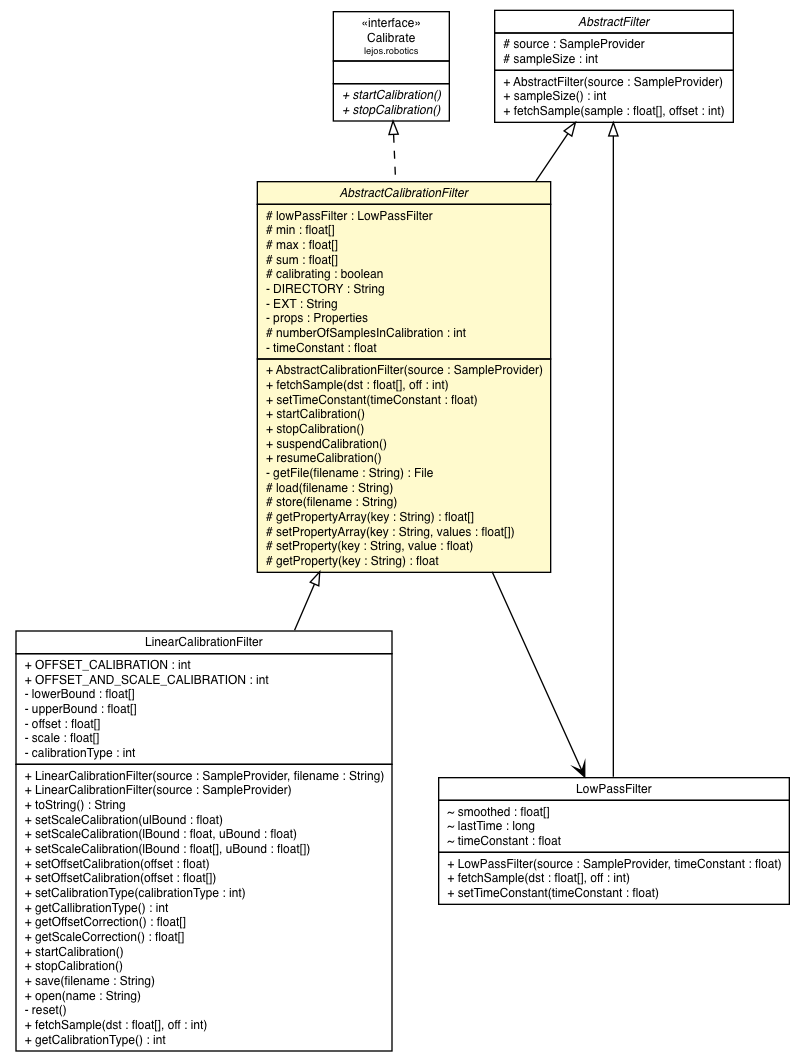 «interface»
Calibrate
lejos.robotics
+ startCalibration()
+ stopCalibration()
AbstractFilter
# source : SampleProvider
# sampleSize : int
+ AbstractFilter(source : SampleProvider)
+ sampleSize() : int
+ fetchSample(sample : float[], offset : int)
AbstractCalibrationFilter
# lowPassFilter : LowPassFilter
# min : float[]
# max : float[]
# sum : float[]
# calibrating : boolean
- DIRECTORY : String
- EXT : String
- props : Properties
# numberOfSamplesInCalibration : int
- timeConstant : float
+ AbstractCalibrationFilter(source : SampleProvider)
+ fetchSample(dst : float[], off : int)
+ setTimeConstant(timeConstant : float)
+ startCalibration()
+ stopCalibration()
+ suspendCalibration()
+ resumeCalibration()
- getFile(filename : String) : File
# load(filename : String)
# store(filename : String)
# getPropertyArray(key : String) : float[]
# setPropertyArray(key : String, values : float[])
# setProperty(key : String, value : float)
# getProperty(key : String) : float
LinearCalibrationFilter
+ OFFSET_CALIBRATION : int
+ OFFSET_AND_SCALE_CALIBRATION : int
- lowerBound : float[]
- upperBound : float[]
- offset : float[]
- scale : float[]
- calibrationType : int
+ LinearCalibrationFilter(source : SampleProvider, filename : String)
+ LinearCalibrationFilter(source : SampleProvider)
+ toString() : String
+ setScaleCalibration(ulBound : float)
+ setScaleCalibration(lBound : float, uBound : float)
+ setScaleCalibration(lBound : float[], uBound : float[])
+ setOffsetCalibration(offset : float)
+ setOffsetCalibration(offset : float[])
+ setCalibrationType(calibrationType : int)
+ getCallibrationType() : int
+ getOffsetCorrection() : float[]
+ getScaleCorrection() : float[]
+ startCalibration()
+ stopCalibration()
+ save(filename : String)
+ open(name : String)
- reset()
+ fetchSample(dst : float[], off : int)
+ getCalibrationType() : int
LowPassFilter
~ smoothed : float[]
~ lastTime : long
~ timeConstant : float
+ LowPassFilter(source : SampleProvider, timeConstant : float)
+ fetchSample(dst : float[], off : int)
+ setTimeConstant(timeConstant : float)